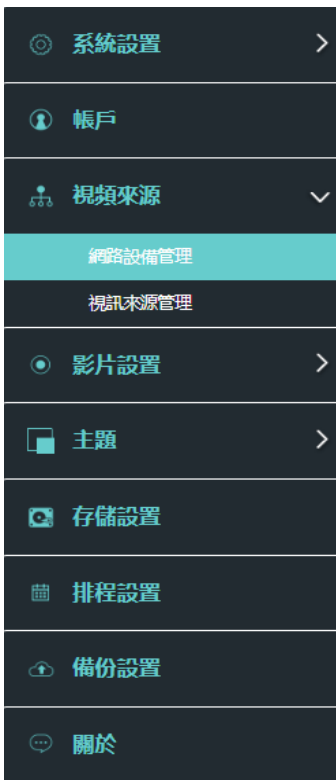 系統設置
帳戶
視頻來源
網路設備管理
視訊來源管理
影片設置
主題
存儲設置
排程設置
備份設置
關於